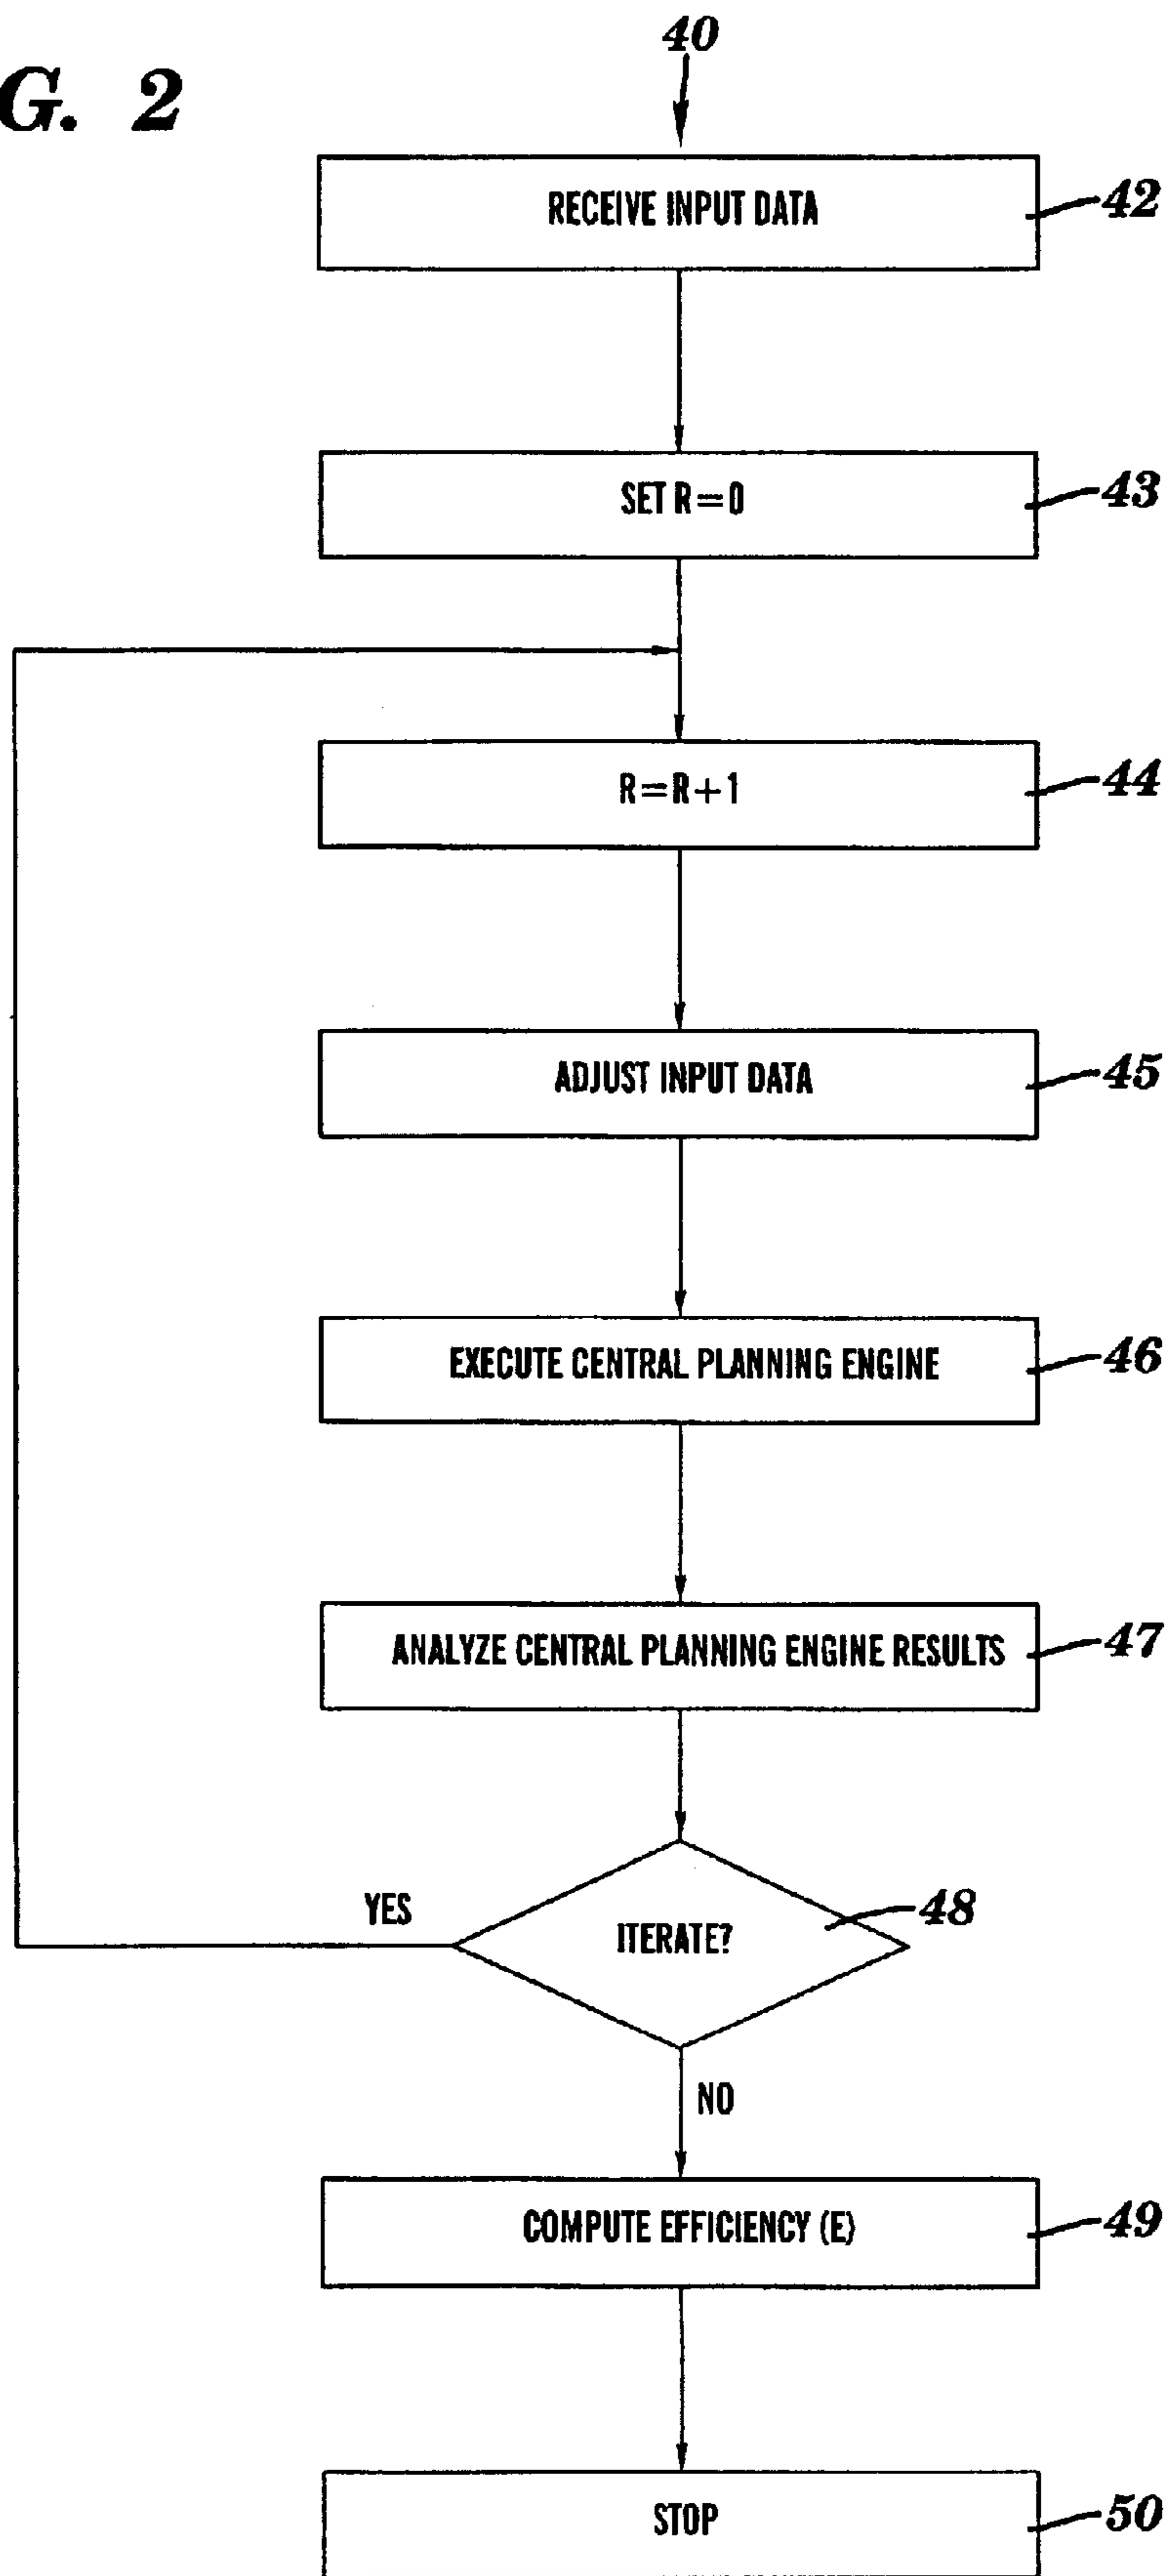 G. 2
40
RECEIVE INPUT DATA
42
SET R=0
43
R=R+1
44
ADJUST INPUT DATA
45
EXECUTE CENTRAL PLANNING ENGINE
46
ANALYZE CENTRAL PLANNING ENGINE RESULTS
47
YES
ITERATE?
48
NO
COMPUTE EFFICIENCY (E)
49
STOP
50